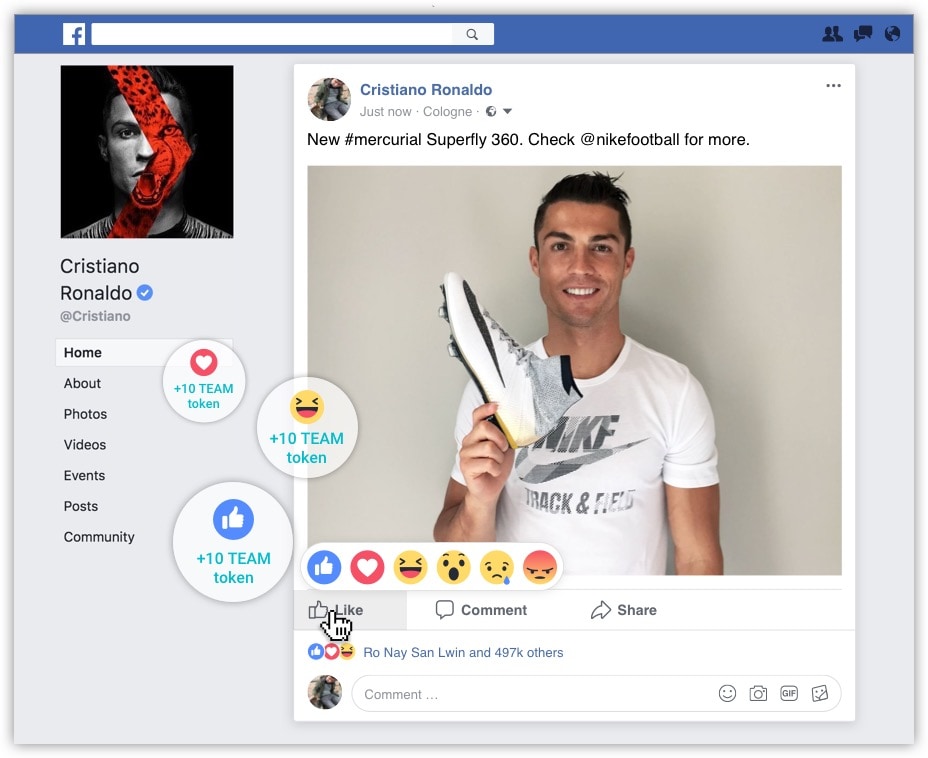 Cristiano
Ronaldo
@Cristiano
Home
About
Photos
Videos
Events
Posts
Community
+10 TEAM
token
+10 TEAM
token
+10 TEAM
token
Cristiano Ronaldo
Just now · Cologne ·
New #mercurial Superfly 360. Check @nikefootball for more.
NIKE
TRACK & FIELD
Like
Comment
Share
Ro Nay San Lwin and 497k others
Comment ...
GIF